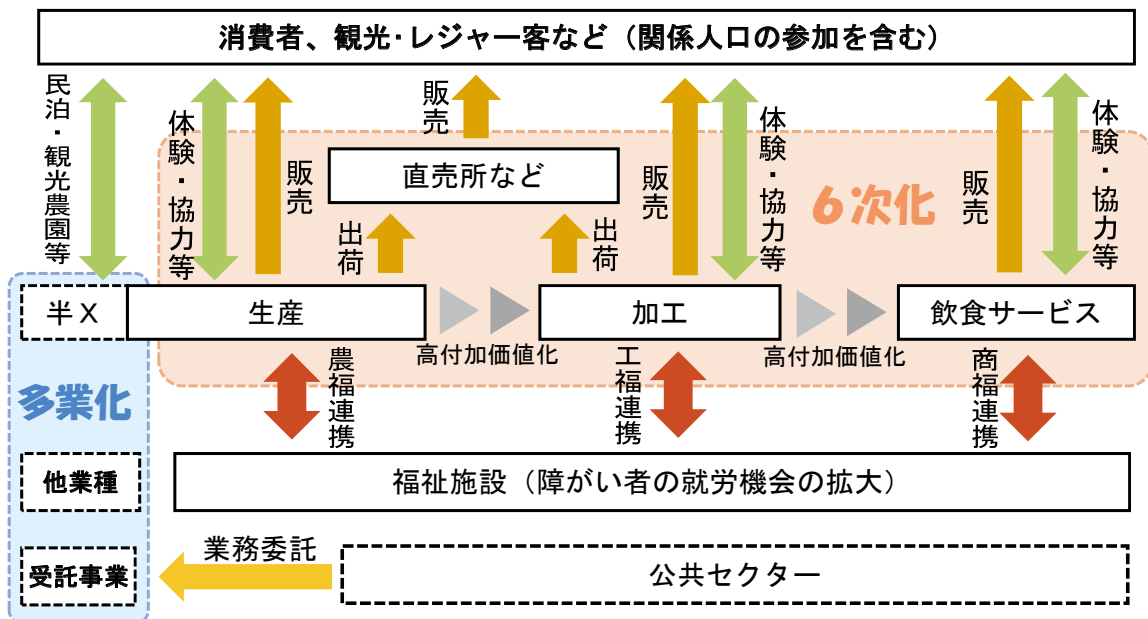 消費者、観光・レジャー客など（関係人口の参加を含む）
民泊・観光農園等
体験・協力等
販売
販売
直売所など
出荷
出荷
販売
体験・協力等
６次化
販売
体験・協力等
半Ｘ
生産
高付加価値化
加工
高付加価値化
飲食サービス
多業化
農福連携
工福連携
商福連携
他業種
福祉施設（障がい者の就労機会の拡大）
受託事業
業務委託
公共セクター